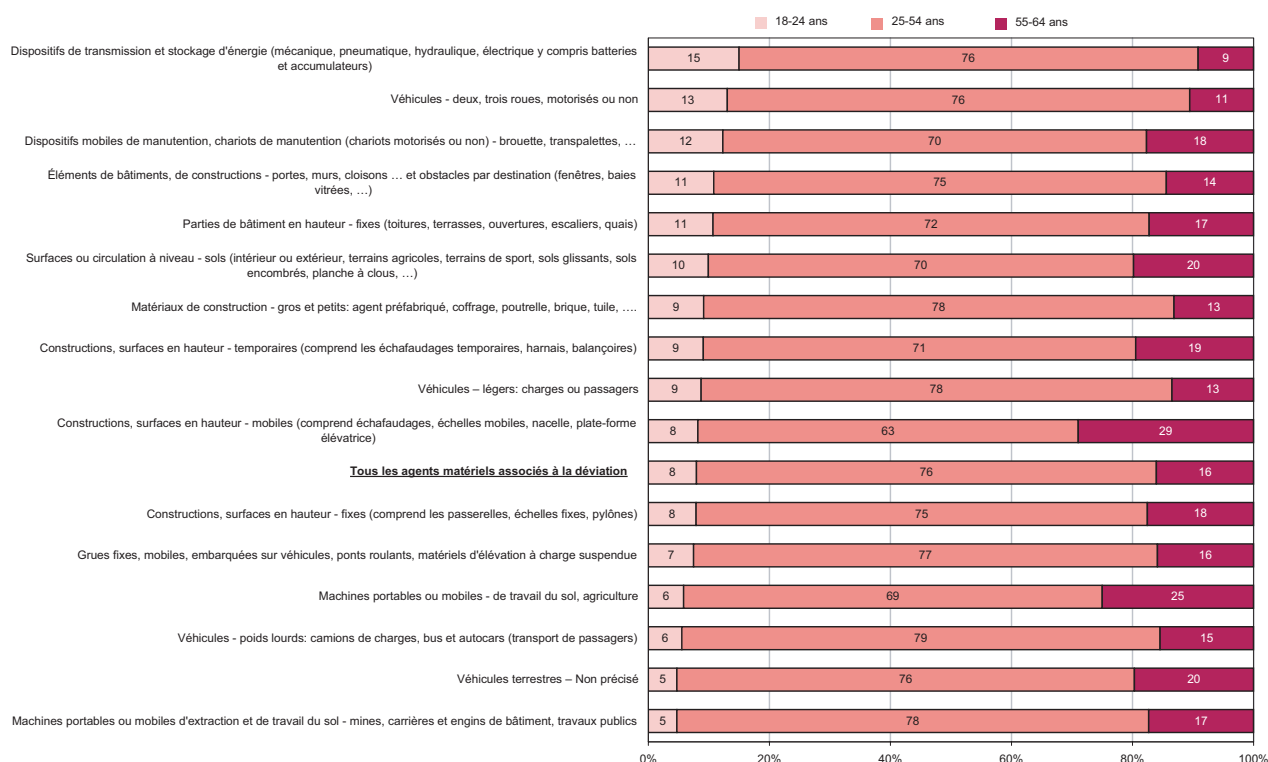 18-24 ans 25-54 ans 55-64 ans
Dispositifs de transmission et stockage d'énergie (mécanique, pneumatique, hydraulique, électrique y compris batteries
et accumulateurs)
15 76 9
Véhicules - deux, trois roues, motorisés ou non
13 76 11
Dispositifs mobiles de manutention, chariots de manutention (chariots motorisés ou non) - brouette, transpalettes, …
12 70 18
Éléments de bâtiments, de constructions - portes, murs, cloisons … et obstacles par destination (fenêtres, baies
vitrées, …)
11 75 14
Parties de bâtiment en hauteur - fixes (toitures, terrasses, ouvertures, escaliers, quais)
11 72 17
Surfaces ou circulation à niveau - sols (intérieur ou extérieur, terrains agricoles, terrains de sport, sols glissants, sols
encombrés, planche à clous, …)
10 70 20
Matériaux de construction - gros et petits: agent préfabriqué, coffrage, poutrelle, brique, tuile, ….
9 78 13
Constructions, surfaces en hauteur - temporaires (comprend les échafaudages temporaires, harnais, balançoires)
9 71 19
Véhicules – légers: charges ou passagers
9 78 13
Constructions, surfaces en hauteur - mobiles (comprend échafaudages, échelles mobiles, nacelle, plate-forme
élévatrice)
8 63 29
Tous les agents matériels associés à la déviation
8 76 16
Constructions, surfaces en hauteur - fixes (comprend les passerelles, échelles fixes, pylônes)
8 75 18
Grues fixes, mobiles, embarquées sur véhicules, ponts roulants, matériels d'élévation à charge suspendue
7 77 16
Machines portables ou mobiles - de travail du sol, agriculture
6 69 25
Véhicules - poids lourds: camions de charges, bus et autocars (transport de passagers)
6 79 15
Véhicules terrestres – Non précisé
5 76 20
Machines portables ou mobiles d'extraction et de travail du sol - mines, carrières et engins de bâtiment, travaux publics
5 78 17
0% 20% 40% 60% 80% 100%